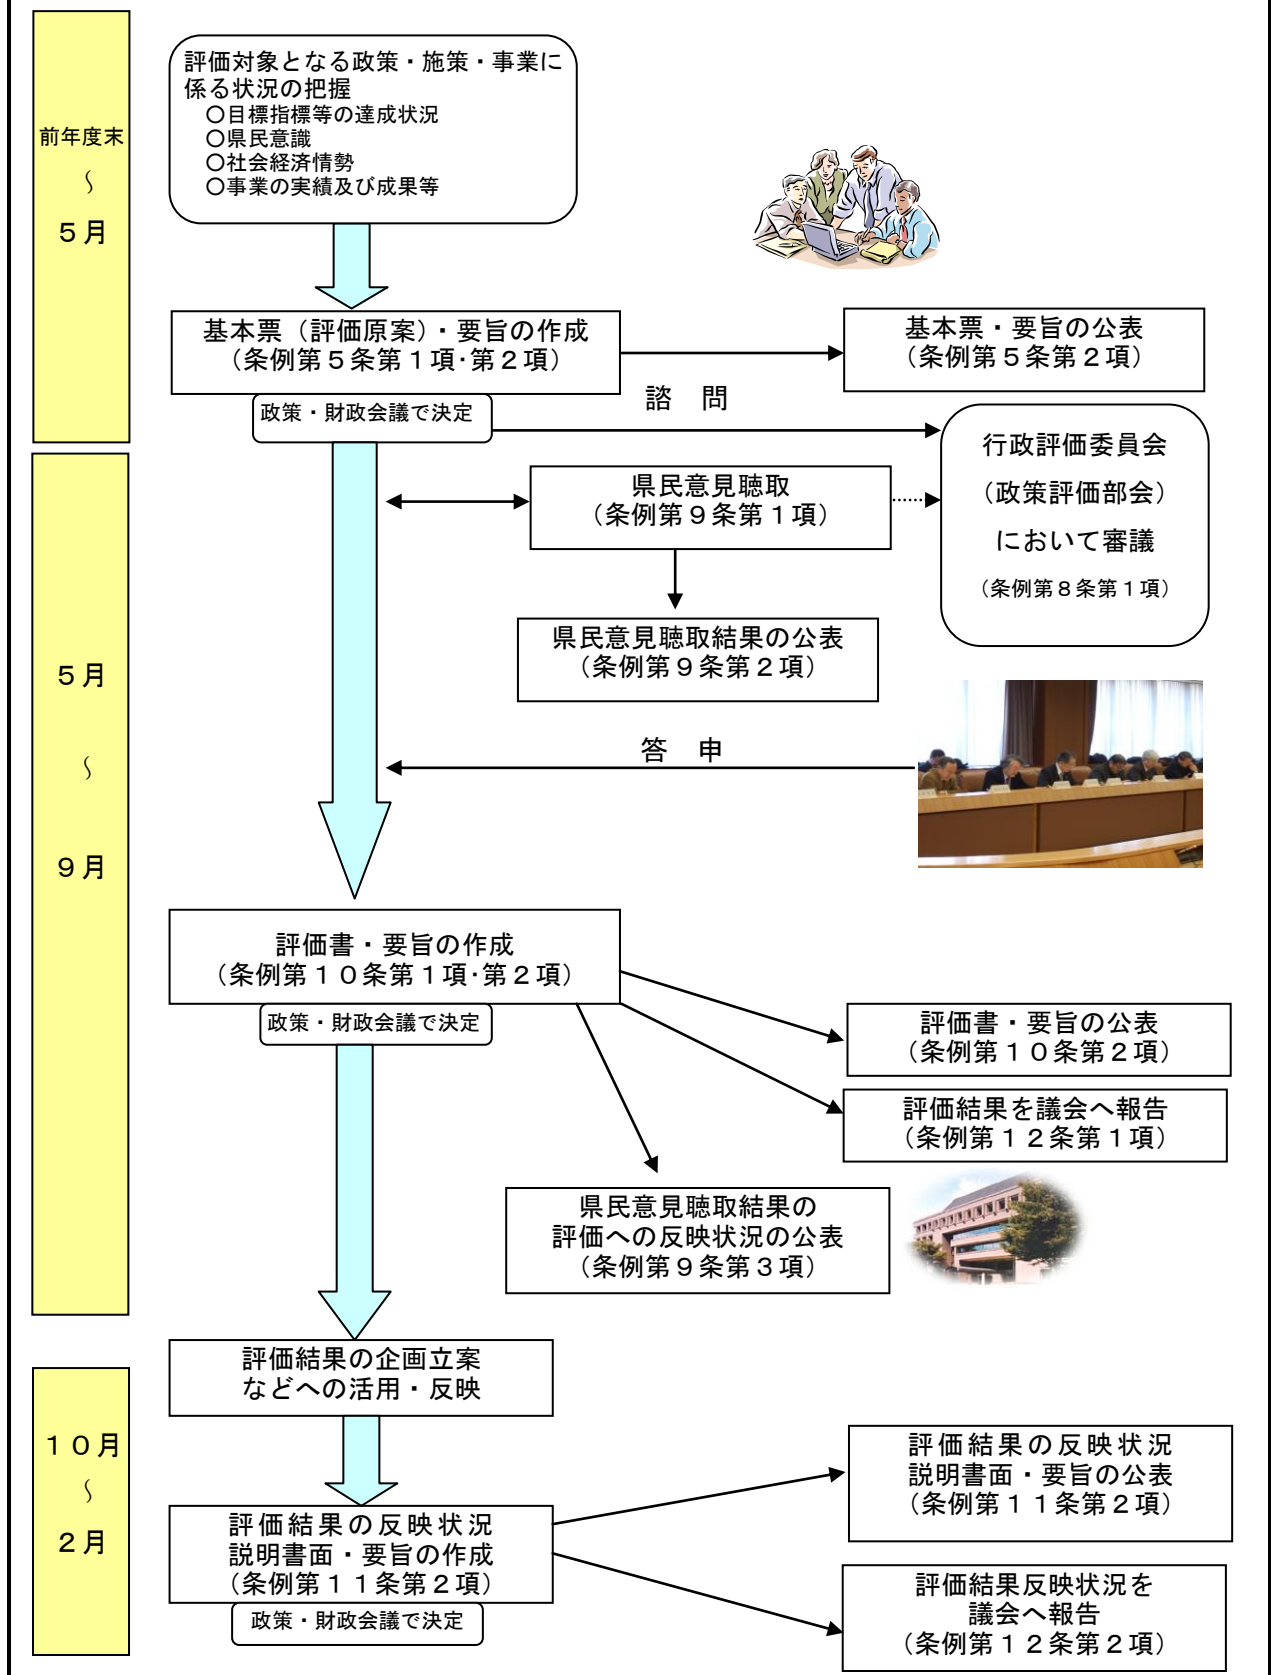 前年度末
~
5月
評価対象となる政策・施策・事業に
係る状況の把握
○目標指標等の達成状況
○県民意識
○社会経済情勢
○事業の実績及び成果等
基本票（評価原案）・要旨の作成
（条例第５条第１項･第２項）
政策・財政会議で決定
基本票・要旨の公表
（条例第５条第２項）
諮　問
行政評価委員会
（政策評価部会）
において審議
（条例第８条第１項）
５月
~
９月
県民意見聴取
（条例第９条第１項）
県民意見聴取結果の公表
（条例第９条第２項）
答　申
評価書・要旨の作成
（条例第１０条第１項･第２項）
政策・財政会議で決定
評価書・要旨の公表
（条例第１０条第２項）
評価結果を議会へ報告
（条例第１２条第１項）
県民意見聴取結果の
評価への反映状況の公表
（条例第９条第３項）
評価結果の企画立案
などへの活用・反映
１０月
~
２月
評価結果の反映状況
説明書面・要旨の作成
（条例第１１条第２項）
政策・財政会議で決定
評価結果の反映状況
説明書面・要旨の公表
（条例第１１条第２項）
評価結果反映状況を
議会へ報告
（条例第１２条第２項）